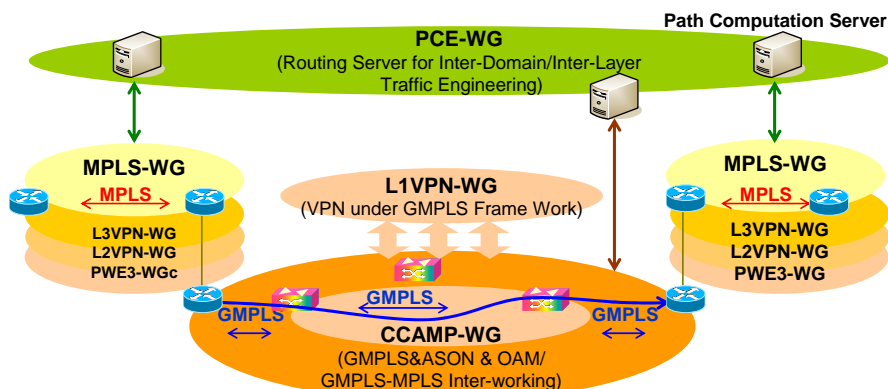 Path Computation Server
PCE-WG
(Routing Server for Inter-Domain/Inter-Layer
Traffic Engineering)
MPLS-WG
MPLS
L3VPN-WG
L2VPN-WG
PWE3-WGc
L1VPN-WG
(VPN under GMPLS Frame Work)
MPLS-WG
MPLS
L3VPN-WG
L2VPN-WG
PWE3-WG
GMPLS
GMPLS
GMPLS
CCAMP-WG
(GMPLS&ASON & OAM/
GMPLS-MPLS Inter-working)